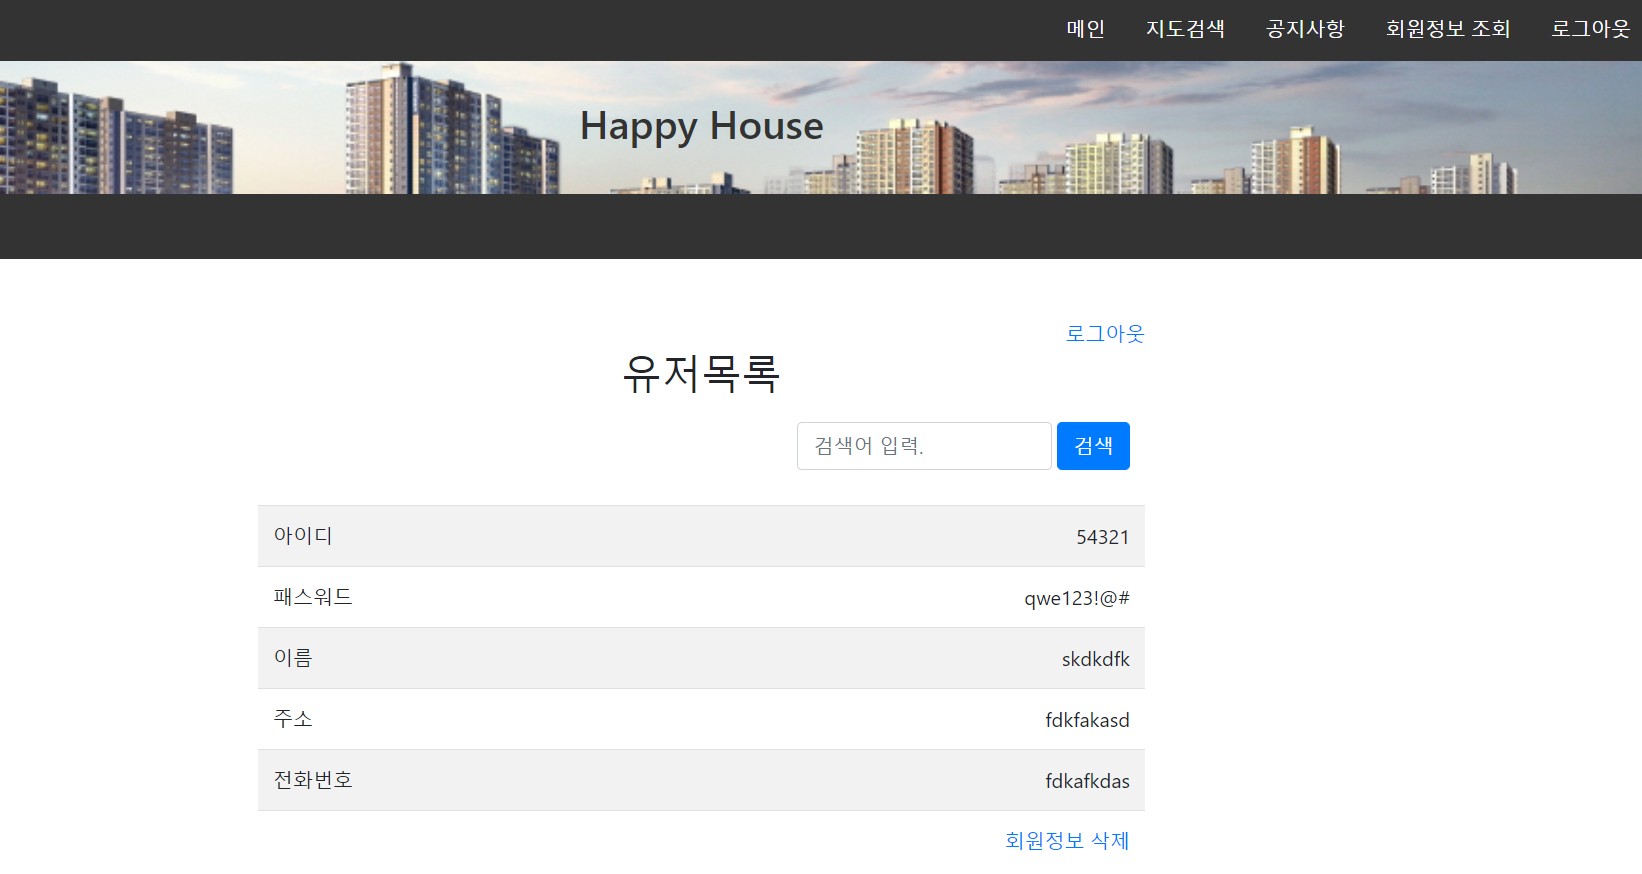 메인 지도검색 공지사항 회원정보 조회 로그아웃
Happy House
로그아웃
유저목록
검색어 입력. 검색
아이디 54321
패스워드 qwe123!@#
이름 skdkdfk
주소 fdkfakasd
전화번호 fdkafkdas
회원정보 삭제